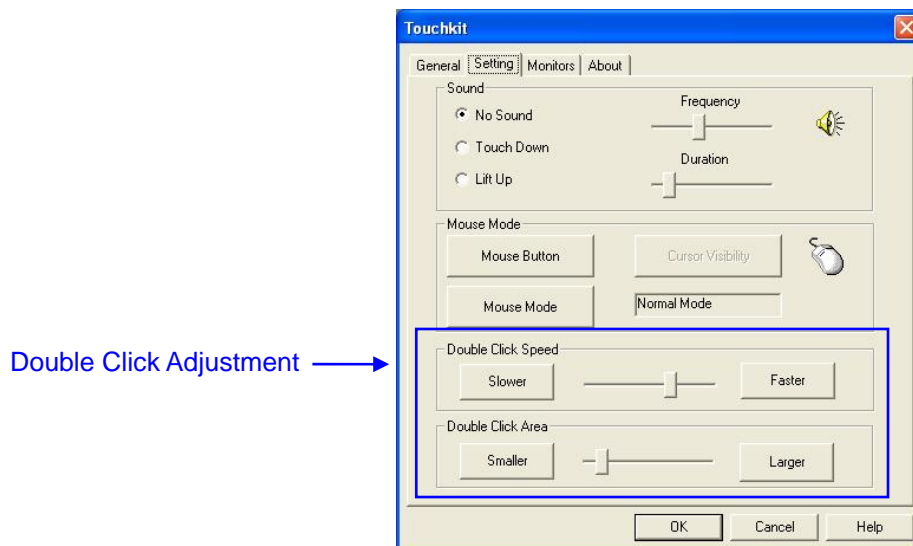 Touchkit
General Setting Monitors About
Sound
No Sound
Touch Down
Lift Up
Frequency
Duration
Mouse Mode
Mouse Button Cursor Visibility
Mouse Mode Normal Mode
Double Click Adjustment
Double Click Speed
Slower Faster
Double Click Area
Smaller Larger
OK Cancel Help